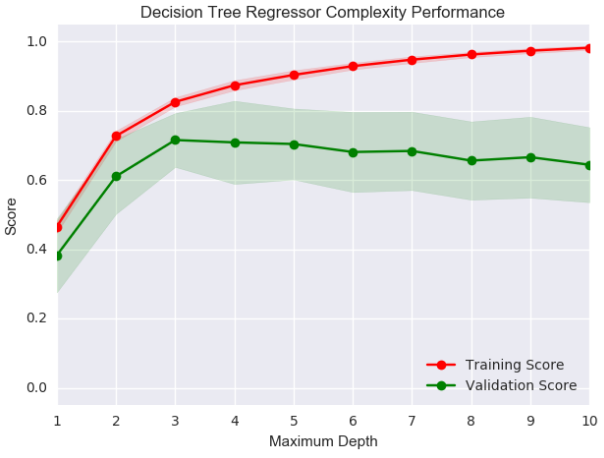 Decision Tree Regressor Complexity Performance
1.0
0.8
0.6
0.4
0.2
0.0
Score
Training Score
Validation Score
1 2 3 4 5 6 7 8 9 10
Maximum Depth